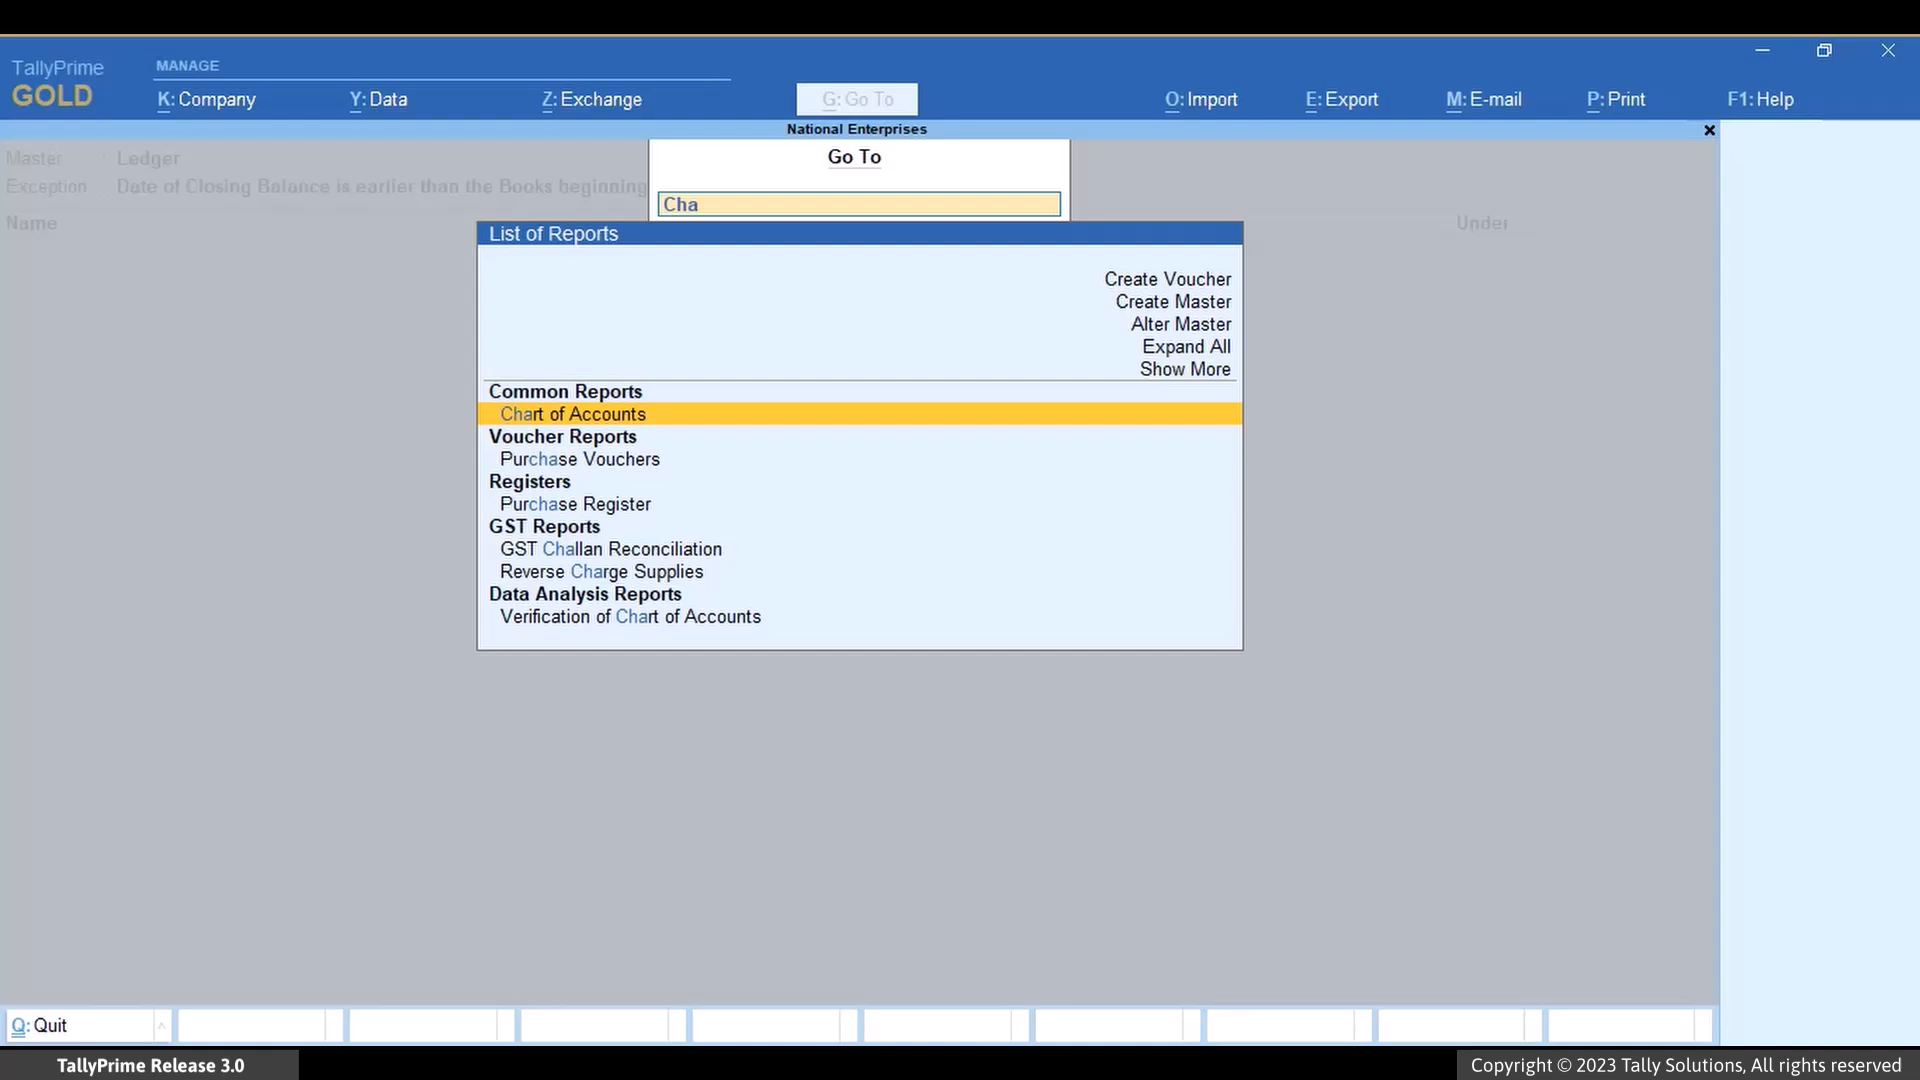 TallyPrime
GOLD
MANAGE
K: Company
Y: Data
Z: Exchange
G: Go To
O: Import
E: Export
M: E-mail
P: Print
F1: Help
National Enterprises
Master : Ledger
Exception Date of Closing Balance is earlier than the Books beginning
Name
Under
Go To
Cha
List of Reports
Create Voucher
Create Master
Alter Master
Expand All
Show More
Common Reports
Chart of Accounts
Voucher Reports
Purchase Vouchers
Registers
Purchase Register
GST Reports
GST Challan Reconciliation
Reverse Charge Supplies
Data Analysis Reports
Verification of Chart of Accounts
Q: Quit
TallyPrime Release 3.0
Copyright © 2023 Tally Solutions, All rights reserved